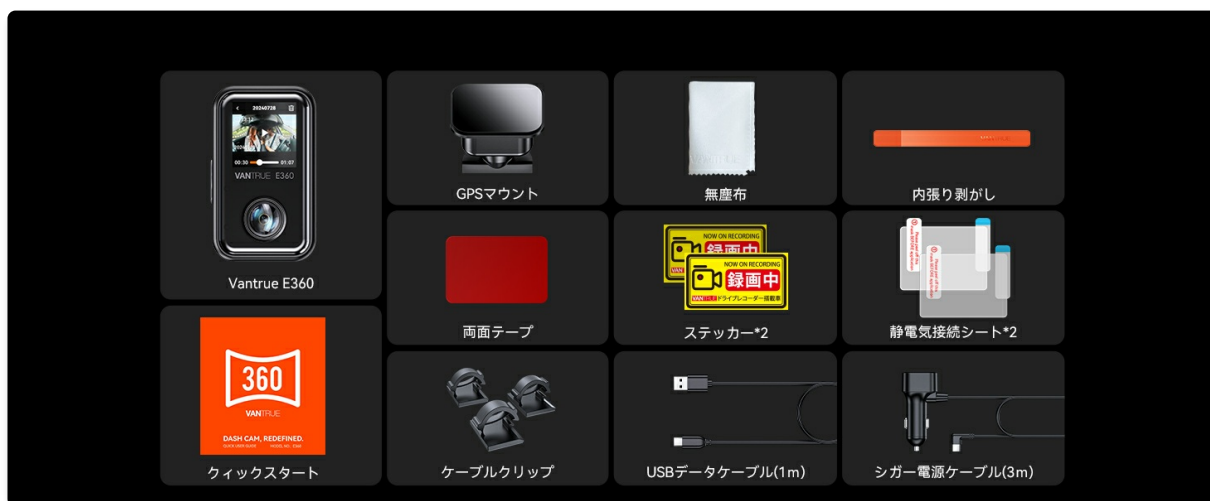 20240728
00:30
01:07
VANTRUE E360
Vantrue E360
GPSマウント
無塵布
内張り剥がし
両面テープ
NOW ON RECORDING
録画中
NOW ON RECORDING
録画中
VANTRUE ドライブレコーダー搭載車
ステッカー*2
静電気接続シート*2
360
VANTRUE
DASH CAM, REDEFINED.
QUICK USER GUIDE
クィックスタート
ケーブルクリップ
USBデータケーブル(1m)
シガー電源ケーブル(3m)